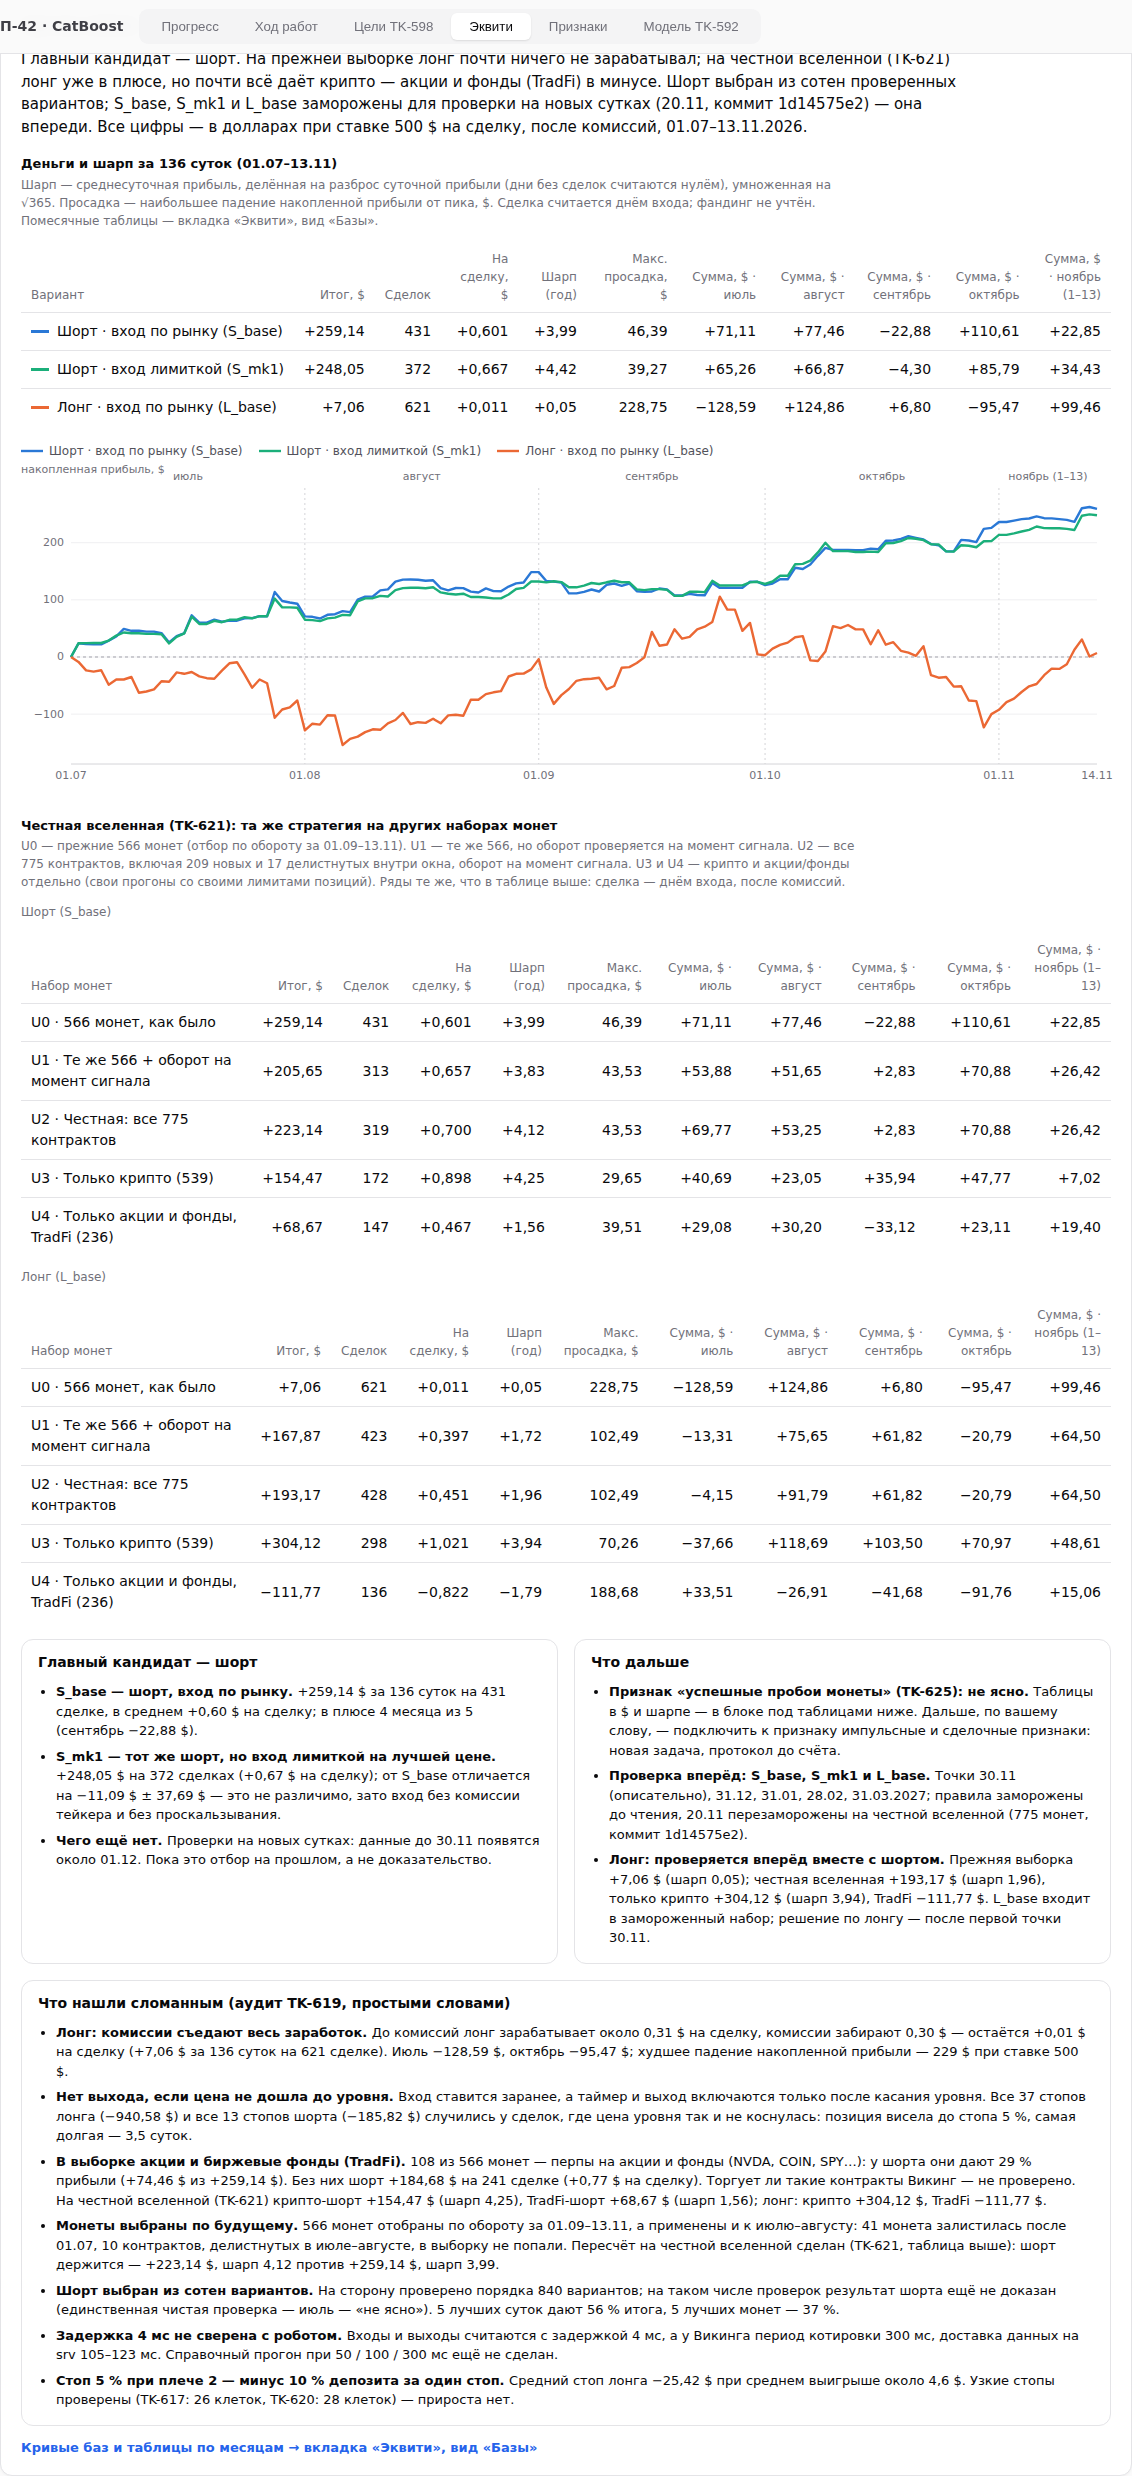 П-42 · CatBoost
Прогресс
Ход работ
Цели TK-598
Эквити
Признаки
Модель TK-592
Главный кандидат — шорт. На прежней выборке лонг почти ничего не зарабатывал; на честной вселенной (TK-621)
лонг уже в плюсе, но почти всё даёт крипто — акции и фонды (TradFi) в минусе. Шорт выбран из сотен проверенных
вариантов; S_base, S_mk1 и L_base заморожены для проверки на новых сутках (20.11, коммит 1d14575e2) — она
впереди. Все цифры — в долларах при ставке 500 $ на сделку, после комиссий, 01.07–13.11.2026.
Деньги и шарп за 136 суток (01.07–13.11)
Шарп — среднесуточная прибыль, делённая на разброс суточной прибыли (дни без сделок считаются нулём), умноженная на
√365. Просадка — наибольшее падение накопленной прибыли от пика, $. Сделка считается днём входа; фандинг не учтён.
Помесячные таблицы — вкладка «Эквити», вид «Базы».
Вариант Итог, $ Сделок На сделку, $ Шарп (год) Макс. просадка, $ Сумма, $ · июль Сумма, $ · август Сумма, $ · сентябрь Сумма, $ · октябрь Сумма, $ · ноябрь (1–13)
Шорт · вход по рынку (S_base) +259,14 431 +0,601 +3,99 46,39 +71,11 +77,46 −22,88 +110,61 +22,85
Шорт · вход лимиткой (S_mk1) +248,05 372 +0,667 +4,42 39,27 +65,26 +66,87 −4,30 +85,79 +34,43
Лонг · вход по рынку (L_base) +7,06 621 +0,011 +0,05 228,75 −128,59 +124,86 +6,80 −95,47 +99,46
Шорт · вход по рынку (S_base) Шорт · вход лимиткой (S_mk1) Лонг · вход по рынку (L_base)
накопленная прибыль, $
июль август сентябрь октябрь ноябрь (1–13)
200
100
0
−100
01.07 01.08 01.09 01.10 01.11 14.11
Честная вселенная (TK-621): та же стратегия на других наборах монет
U0 — прежние 566 монет (отбор по обороту за 01.09–13.11). U1 — те же 566, но оборот проверяется на момент сигнала. U2 — все
775 контрактов, включая 209 новых и 17 делистнутых внутри окна, оборот на момент сигнала. U3 и U4 — крипто и акции/фонды
отдельно (свои прогоны со своими лимитами позиций). Ряды те же, что в таблице выше: сделка — днём входа, после комиссий.
Шорт (S_base)
Набор монет Итог, $ Сделок На сделку, $ Шарп (год) Макс. просадка, $ Сумма, $ · июль Сумма, $ · август Сумма, $ · сентябрь Сумма, $ · октябрь Сумма, $ · ноябрь (1–13)
U0 · 566 монет, как было +259,14 431 +0,601 +3,99 46,39 +71,11 +77,46 −22,88 +110,61 +22,85
U1 · Те же 566 + оборот на момент сигнала +205,65 313 +0,657 +3,83 43,53 +53,88 +51,65 +2,83 +70,88 +26,42
U2 · Честная: все 775 контрактов +223,14 319 +0,700 +4,12 43,53 +69,77 +53,25 +2,83 +70,88 +26,42
U3 · Только крипто (539) +154,47 172 +0,898 +4,25 29,65 +40,69 +23,05 +35,94 +47,77 +7,02
U4 · Только акции и фонды, TradFi (236) +68,67 147 +0,467 +1,56 39,51 +29,08 +30,20 −33,12 +23,11 +19,40
Лонг (L_base)
Набор монет Итог, $ Сделок На сделку, $ Шарп (год) Макс. просадка, $ Сумма, $ · июль Сумма, $ · август Сумма, $ · сентябрь Сумма, $ · октябрь Сумма, $ · ноябрь (1–13)
U0 · 566 монет, как было +7,06 621 +0,011 +0,05 228,75 −128,59 +124,86 +6,80 −95,47 +99,46
U1 · Те же 566 + оборот на момент сигнала +167,87 423 +0,397 +1,72 102,49 −13,31 +75,65 +61,82 −20,79 +64,50
U2 · Честная: все 775 контрактов +193,17 428 +0,451 +1,96 102,49 −4,15 +91,79 +61,82 −20,79 +64,50
U3 · Только крипто (539) +304,12 298 +1,021 +3,94 70,26 −37,66 +118,69 +103,50 +70,97 +48,61
U4 · Только акции и фонды, TradFi (236) −111,77 136 −0,822 −1,79 188,68 +33,51 −26,91 −41,68 −91,76 +15,06
Главный кандидат — шорт
• S_base — шорт, вход по рынку. +259,14 $ за 136 суток на 431
сделке, в среднем +0,60 $ на сделку; в плюсе 4 месяца из 5
(сентябрь −22,88 $).
• S_mk1 — тот же шорт, но вход лимиткой на лучшей цене.
+248,05 $ на 372 сделках (+0,67 $ на сделку); от S_base отличается
на −11,09 $ ± 37,69 $ — это не различимо, зато вход без комиссии
тейкера и без проскальзывания.
• Чего ещё нет. Проверки на новых сутках: данные до 30.11 появятся
около 01.12. Пока это отбор на прошлом, а не доказательство.
Что дальше
• Признак «успешные пробои монеты» (TK-625): не ясно. Таблицы
в $ и шарпе — в блоке под таблицами ниже. Дальше, по вашему
слову, — подключить к признаку импульсные и сделочные признаки:
новая задача, протокол до счёта.
• Проверка вперёд: S_base, S_mk1 и L_base. Точки 30.11
(описательно), 31.12, 31.01, 28.02, 31.03.2027; правила заморожены
до чтения, 20.11 перезаморожены на честной вселенной (775 монет,
коммит 1d14575e2).
• Лонг: проверяется вперёд вместе с шортом. Прежняя выборка
+7,06 $ (шарп 0,05); честная вселенная +193,17 $ (шарп 1,96),
только крипто +304,12 $ (шарп 3,94), TradFi −111,77 $. L_base входит
в замороженный набор; решение по лонгу — после первой точки
30.11.
Что нашли сломанным (аудит TK-619, простыми словами)
• Лонг: комиссии съедают весь заработок. До комиссий лонг зарабатывает около 0,31 $ на сделку, комиссии забирают 0,30 $ — остаётся +0,01 $
на сделку (+7,06 $ за 136 суток на 621 сделке). Июль −128,59 $, октябрь −95,47 $; худшее падение накопленной прибыли — 229 $ при ставке 500
$.
• Нет выхода, если цена не дошла до уровня. Вход ставится заранее, а таймер и выход включаются только после касания уровня. Все 37 стопов
лонга (−940,58 $) и все 13 стопов шорта (−185,82 $) случились у сделок, где цена уровня так и не коснулась: позиция висела до стопа 5 %, самая
долгая — 3,5 суток.
• В выборке акции и биржевые фонды (TradFi). 108 из 566 монет — перпы на акции и фонды (NVDA, COIN, SPY…): у шорта они дают 29 %
прибыли (+74,46 $ из +259,14 $). Без них шорт +184,68 $ на 241 сделке (+0,77 $ на сделку). Торгует ли такие контракты Викинг — не проверено.
На честной вселенной (TK-621) крипто-шорт +154,47 $ (шарп 4,25), TradFi-шорт +68,67 $ (шарп 1,56); лонг: крипто +304,12 $, TradFi −111,77 $.
• Монеты выбраны по будущему. 566 монет отобраны по обороту за 01.09–13.11, а применены и к июлю–августу: 41 монета залистилась после
01.07, 10 контрактов, делистнутых в июле–августе, в выборку не попали. Пересчёт на честной вселенной сделан (TK-621, таблица выше): шорт
держится — +223,14 $, шарп 4,12 против +259,14 $, шарп 3,99.
• Шорт выбран из сотен вариантов. На сторону проверено порядка 840 вариантов; на таком числе проверок результат шорта ещё не доказан
(единственная чистая проверка — июль — «не ясно»). 5 лучших суток дают 56 % итога, 5 лучших монет — 37 %.
• Задержка 4 мс не сверена с роботом. Входы и выходы считаются с задержкой 4 мс, а у Викинга период котировки 300 мс, доставка данных на
srv 105–123 мс. Справочный прогон при 50 / 100 / 300 мс ещё не сделан.
• Стоп 5 % при плече 2 — минус 10 % депозита за один стоп. Средний стоп лонга −25,42 $ при среднем выигрыше около 4,6 $. Узкие стопы
проверены (TK-617: 26 клеток, TK-620: 28 клеток) — прироста нет.
Кривые баз и таблицы по месяцам → вкладка «Эквити», вид «Базы»